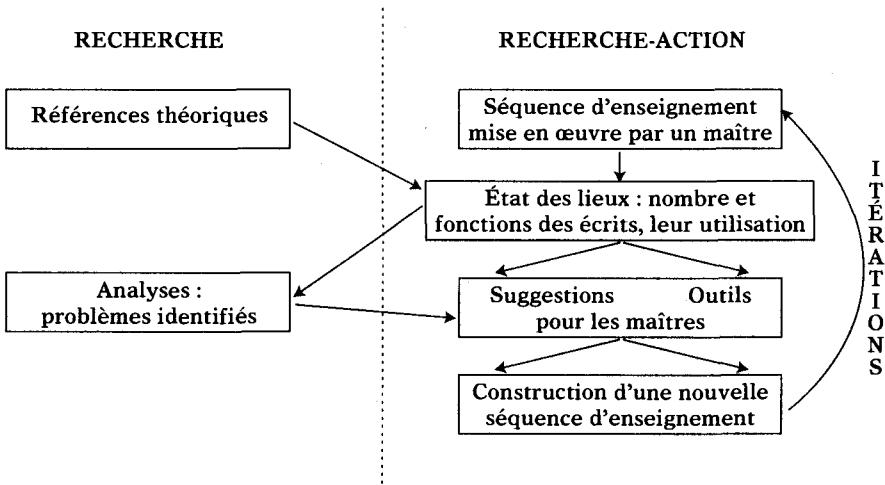 RECHERCHE
RECHERCHE-ACTION
Références théoriques
Séquence d'enseignement
mise en œuvre par un maître
État des lieux : nombre et
fonctions des écrits, leur utilisation
Analyses :
problèmes identifiés
Suggestions Outils
pour les maîtres
Construction d'une nouvelle
séquence d'enseignement
ITÉRATIONS